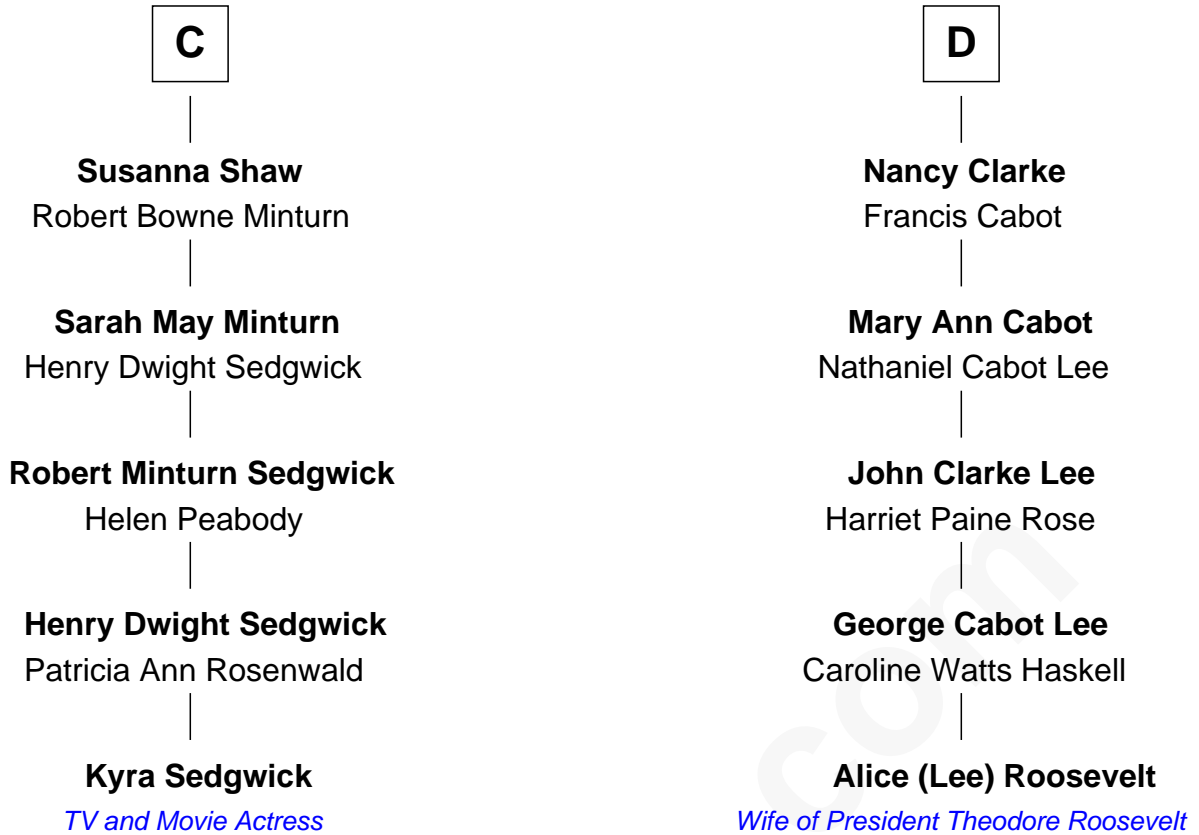 C
Susanna Shaw
Robert Bowne Minturn
Sarah May Minturn
Henry Dwight Sedgwick
Robert Minturn Sedgwick
Helen Peabody
Henry Dwight Sedgwick
Patricia Ann Rosenwald
Kyra Sedgwick
TV and Movie Actress
D
Nancy Clarke
Francis Cabot
Mary Ann Cabot
Nathaniel Cabot Lee
John Clarke Lee
Harriet Paine Rose
George Cabot Lee
Caroline Watts Haskell
Alice (Lee) Roosevelt
Wife of President Theodore Roosevelt
com